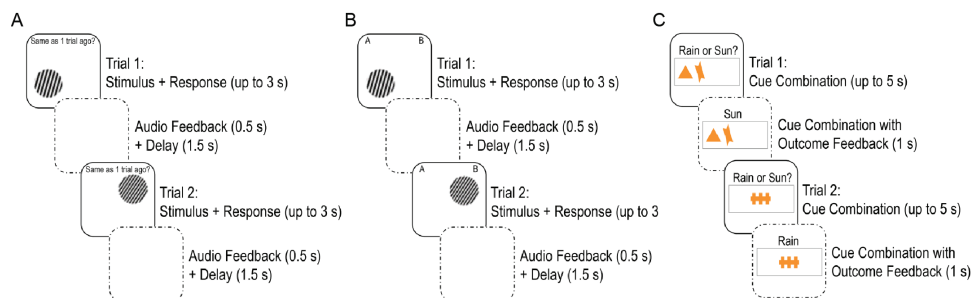 A
Same as 1 trial ago?
Trial 1:
Stimulus + Response (up to 3 s)
Audio Feedback (0.5 s)
+ Delay (1.5 s)
Same as 1 trial ago?
Trial 2:
Stimulus + Response (up to 3 s)
Audio Feedback (0.5 s)
+ Delay (1.5 s)
B
A B
Trial 1:
Stimulus + Response (up to 3 s)
Audio Feedback (0.5 s)
+ Delay (1.5 s)
A B
Trial 2:
Stimulus + Response (up to 3
Audio Feedback (0.5 s)
+ Delay (1.5 s)
C
Rain or Sun?
Trial 1:
Cue Combination (up to 5 s)
Sun
Cue Combination with
Outcome Feedback (1 s)
Rain or Sun?
Trial 2:
Cue Combination (up to 5 s)
Rain
Cue Combination with
Outcome Feedback (1 s)